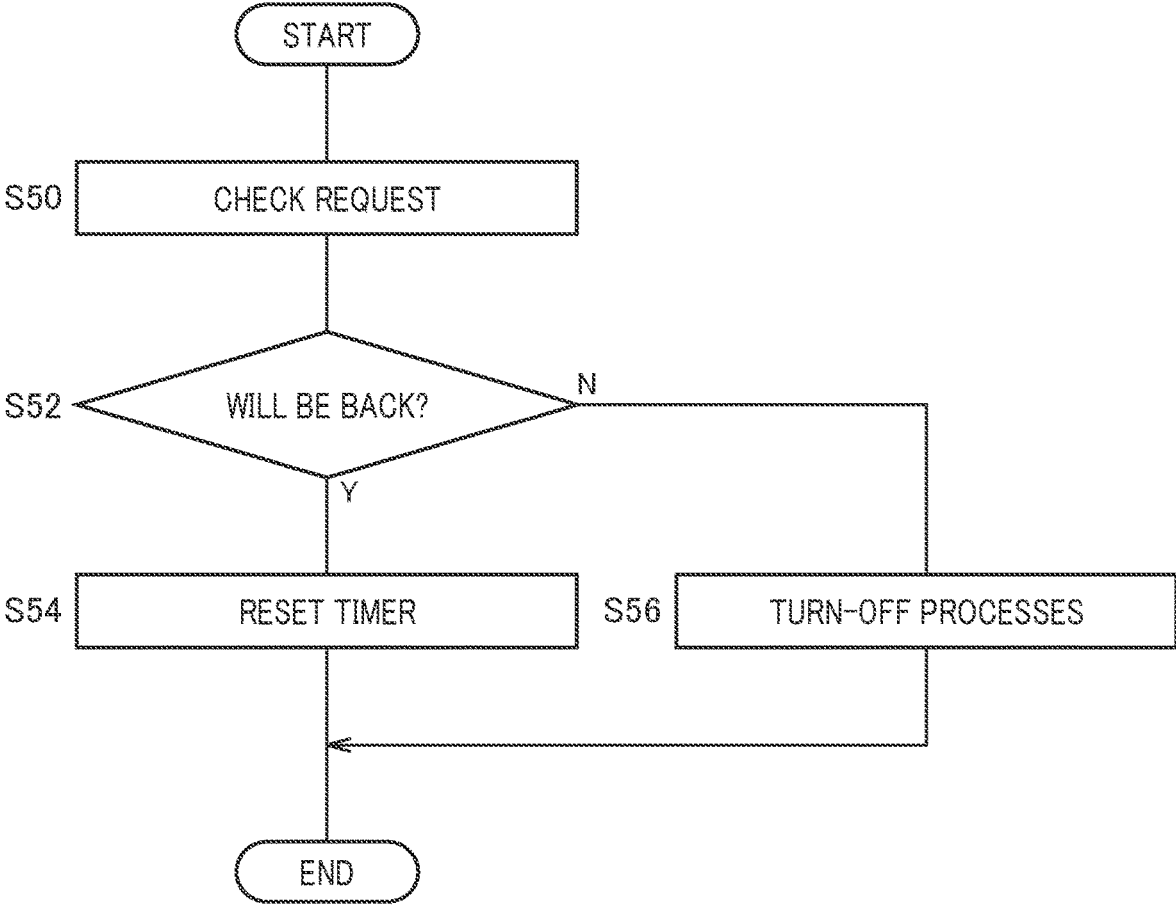 START
S50
CHECK REQUEST
S52
WILL BE BACK?
N
Y
S54
RESET TIMER
S56
TURN-OFF PROCESSES
END